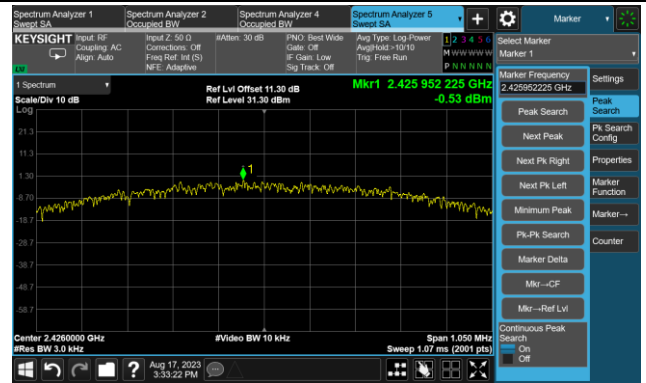 Spectrum Analyzer 1
Swept SA
Spectrum Analyzer 2
Occupied BW
Spectrum Analyzer 4
Occupied BW
Spectrum Analyzer 5
Swept SA
Marker
KEYSIGHT
Input: RF
Coupling: AC
Align: Auto
Input Z: 50 Ω
Corrections: Off
Freq Ref: Int (S)
NFE: Adaptive
#Atten: 30 dB
PNO: Best Wide
Gate: Off
IF Gain: Low
Sig Track: Off
Avg Type: Log-Power
Avg|Hold:>10/10
Trig: Free Run
1 2 3 4 5 6
M W W W W W
P N N N N N
Select Marker
Marker 1
1 Spectrum
Scale/Div 10 dB
Log
Ref Lvl Offset 11.30 dB
Ref Level 31.30 dBm
Mkr1 2.425 952 225 GHz
-0.53 dBm
21.3
11.3
1.30
-8.70
-18.7
-28.7
-38.7
-48.7
-58.7
1
Center 2.4260000 GHz
#Res BW 3.0 kHz
#Video BW 10 kHz
Span 1.050 MHz
Sweep 1.07 ms (2001 pts)
Marker Frequency
2.425952225 GHz
Peak Search
Next Peak
Next Pk Right
Next Pk Left
Minimum Peak
Pk-Pk Search
Marker Delta
Mkr→CF
Mkr→Ref Lvl
Continuous Peak
Search
On
Off
Settings
Peak
Search
Pk Search
Config
Properties
Marker
Function
Marker→
Counter
Aug 17, 2023
3:33:22 PM